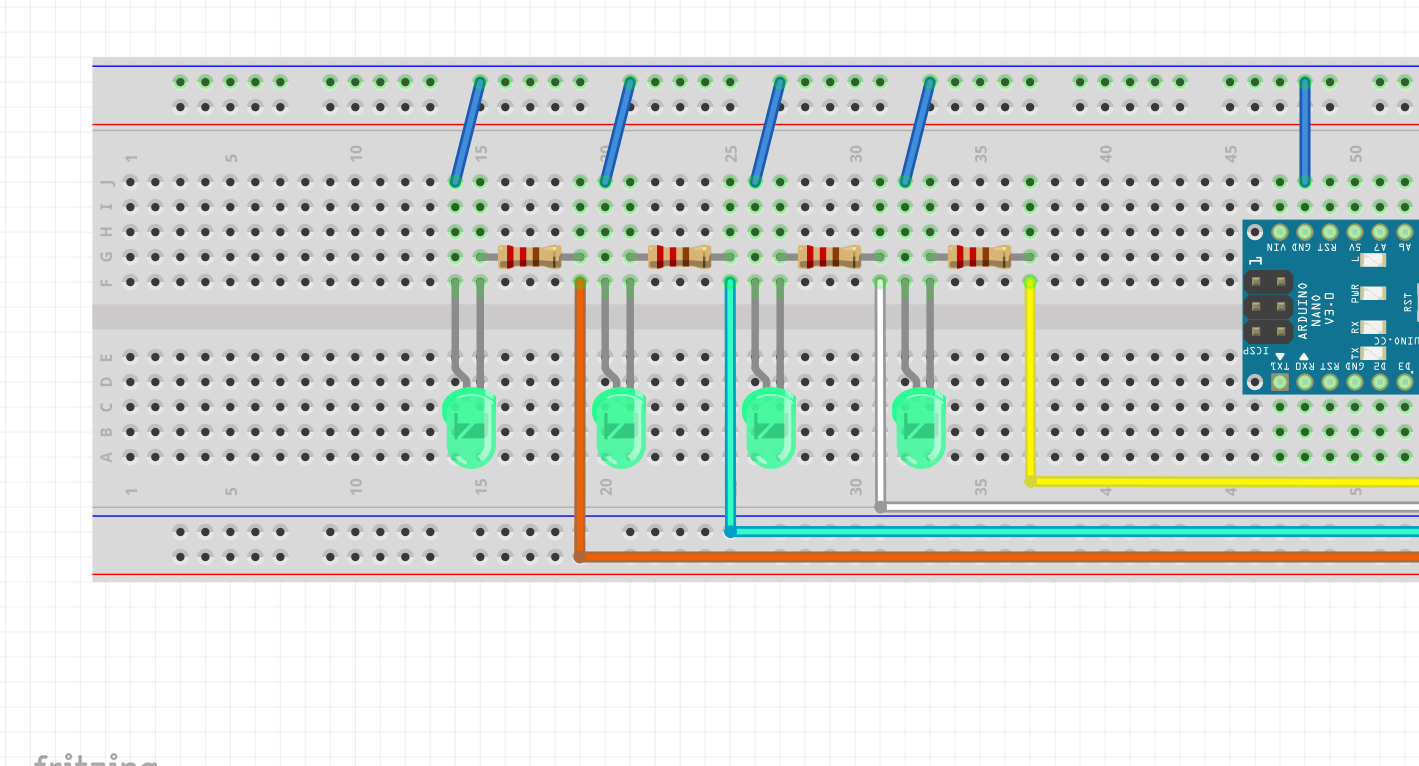 1 5 10 15 20 25 30 35 40 45 50
J
I
H
G
F
VIN GND RST 5V A7 A6
1
L
ARDUINO
NANO
V3.0
PWR
RST
RX
TX
ICSP
UINO.CC
TX1 RX0 RST GND D2 D3
E
D
C
B
A
1 5 15 20 30 35 4 4 5
fritzing